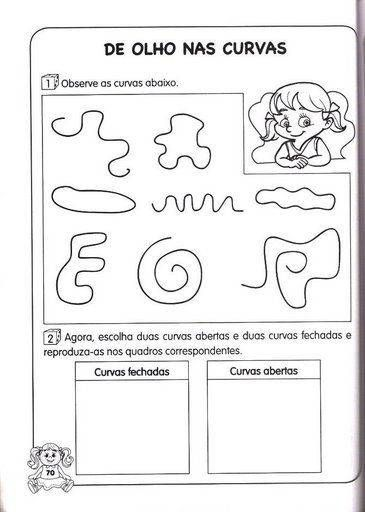 DE OLHO NAS CURVAS
1 Observe as curvas abaixo.
2 Agora, escolha duas curvas abertas e duas curvas fechadas e
reproduza-as nos quadros correspondentes.
Curvas fechadas
Curvas abertas
70